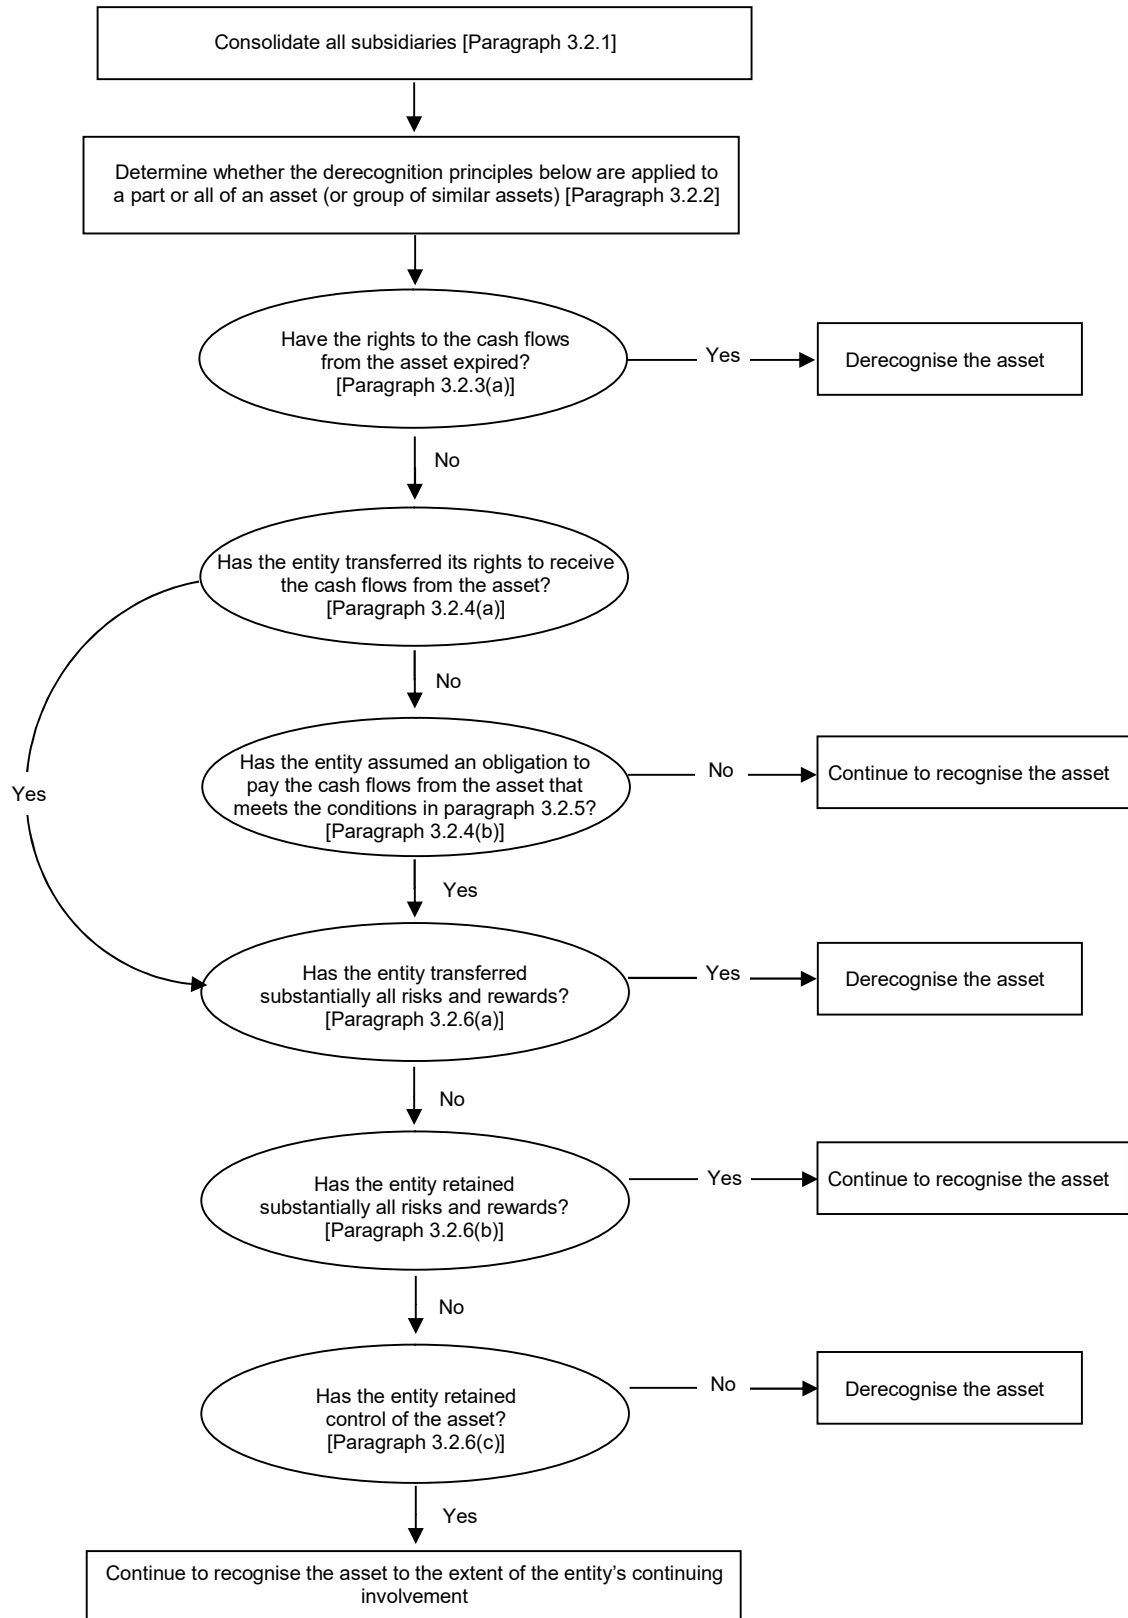 Consolidate all subsidiaries [Paragraph 3.2.1]
Determine whether the derecognition principles below are applied to
a part or all of an asset (or group of similar assets) [Paragraph 3.2.2]
Have the rights to the cash flows
from the asset expired?
[Paragraph 3.2.3(a)]
Yes
Derecognise the asset
No
Has the entity transferred its rights to receive
the cash flows from the asset?
[Paragraph 3.2.4(a)]
No
Yes
Has the entity assumed an obligation to
pay the cash flows from the asset that
meets the conditions in paragraph 3.2.5?
[Paragraph 3.2.4(b)]
No
Continue to recognise the asset
Yes
Has the entity transferred
substantially all risks and rewards?
[Paragraph 3.2.6(a)]
Yes
Derecognise the asset
No
Has the entity retained
substantially all risks and rewards?
[Paragraph 3.2.6(b)]
Yes
Continue to recognise the asset
No
Has the entity retained
control of the asset?
[Paragraph 3.2.6(c)]
No
Derecognise the asset
Yes
Continue to recognise the asset to the extent of the entity’s continuing
involvement